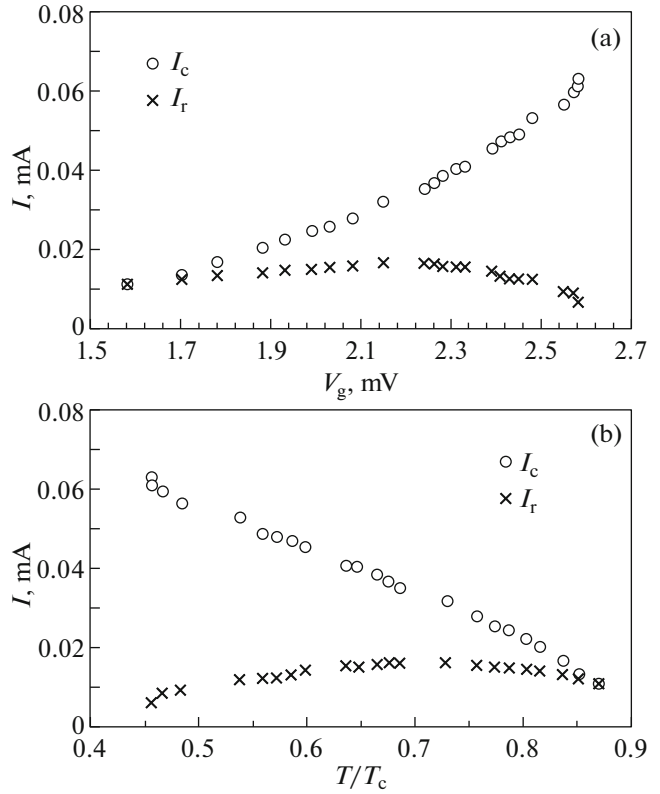 0.08
(a)
I_c
I_r
0.06
I, mA
0.04
0.02
0
1.5 1.7 1.9 2.1 2.3 2.5 2.7
V_g, mV
0.08
(b)
I_c
I_r
0.06
I, mA
0.04
0.02
0
0.4 0.5 0.6 0.7 0.8 0.9
T/T_c